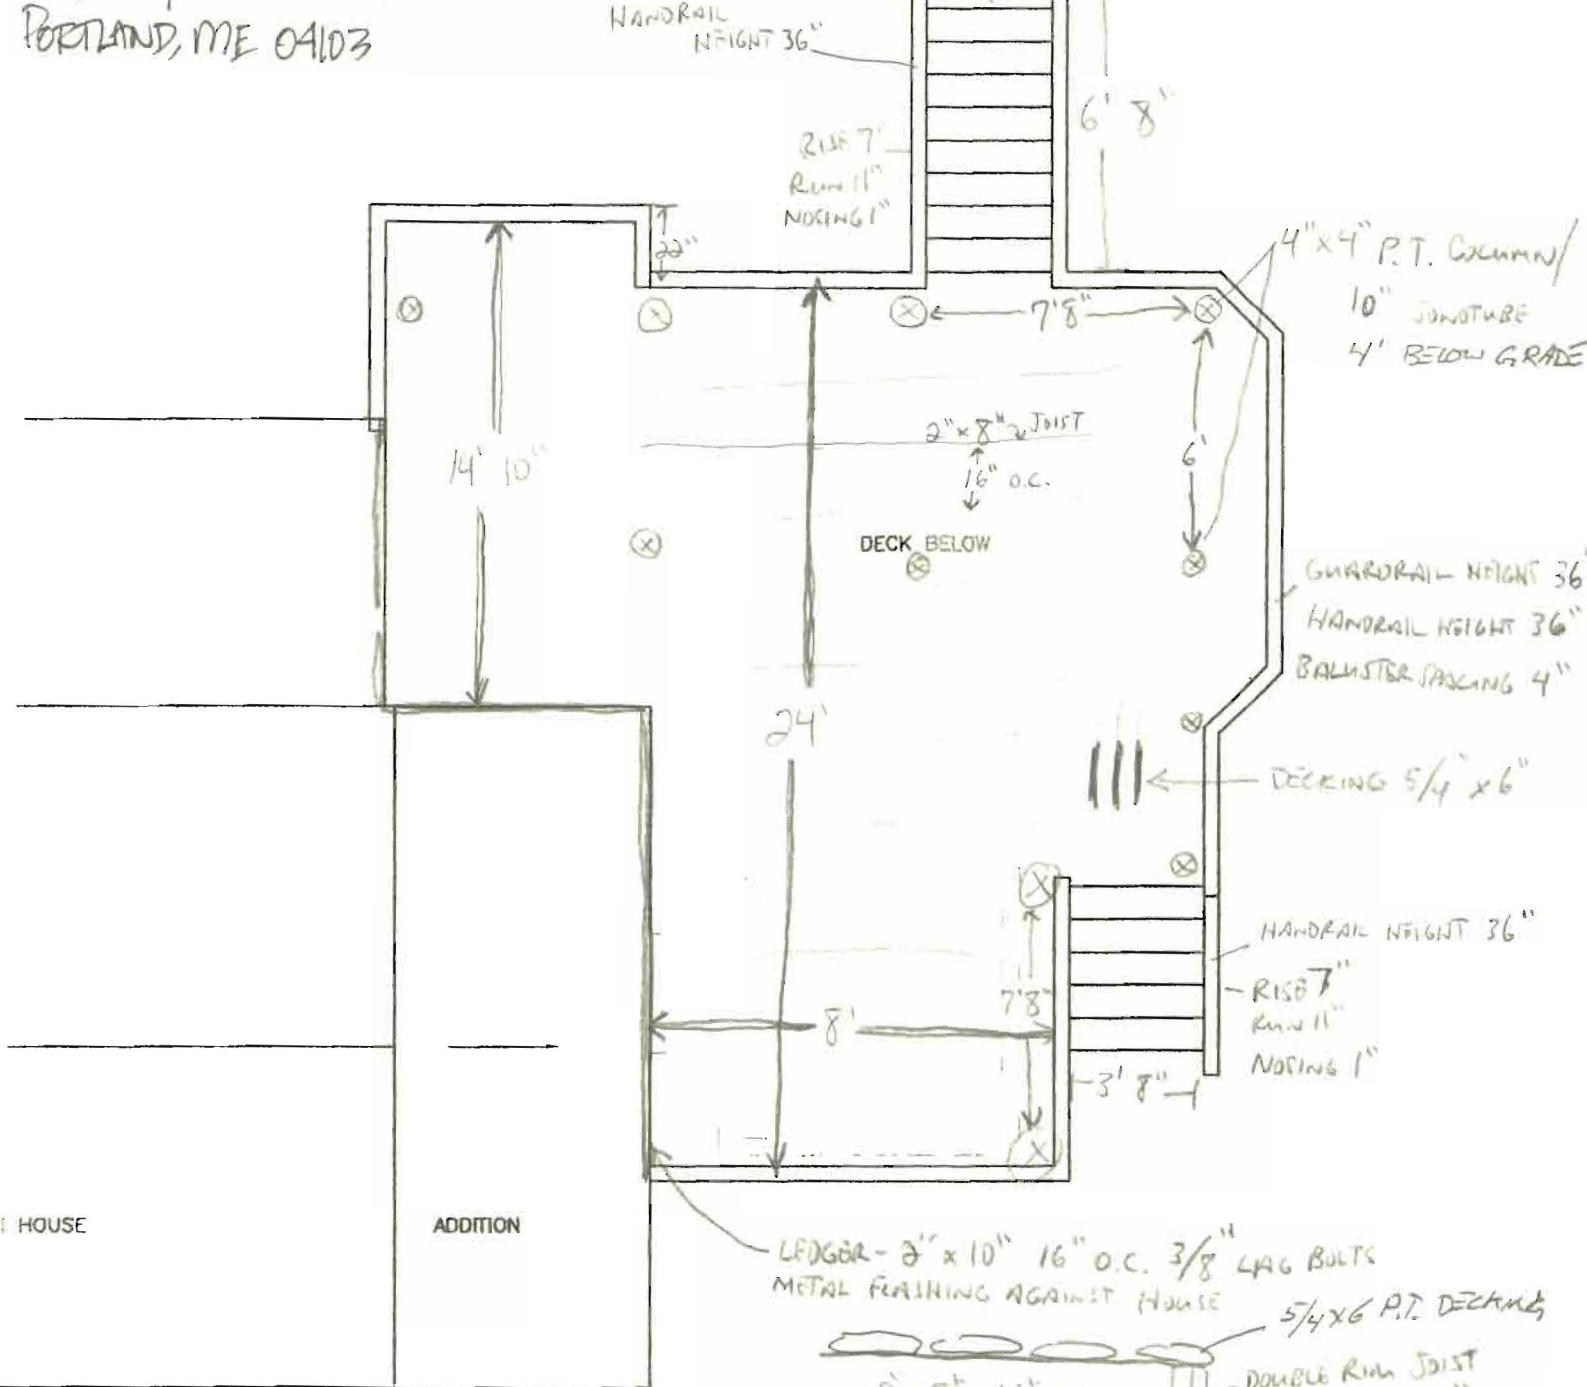 PORTLAND, ME 04103
HANDRAIL
HEIGHT 36"
6' 8"
RISE 7"
RUN 11"
NOSING 1"
22"
4"x4" P.T. COLUMN/
10" SONOTUBE
4' BELOW GRADE
7'8"
2"x8" JOIST
16" O.C.
6'
14' 10"
DECK BELOW
GUARDRAIL HEIGHT 36"
HANDRAIL HEIGHT 36"
BALUSTER SPACING 4"
24'
DECKING 5/4" x 6"
HANDRAIL HEIGHT 36"
RISE 7"
RUN 11"
NOSING 1"
7'8"
8'
3' 8"
HOUSE
ADDITION
LEDGER - 2" x 10" 16" O.C. 3/8" LAG BOLTS
METAL FLASHING AGAINST HOUSE
5/4x6 P.T. DECKING
DOUBLE RIM JOIST